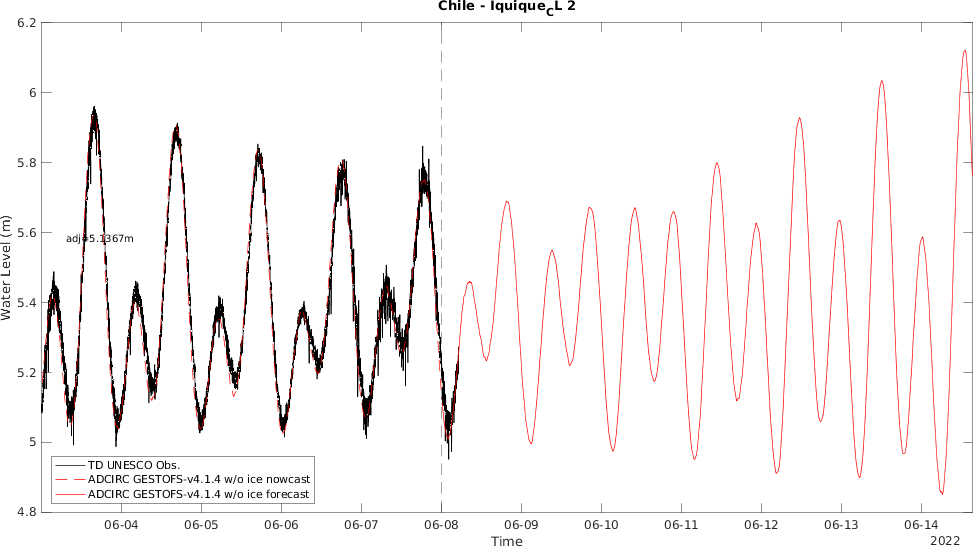 Chile - Iquique_CL 2
6.2
6
5.8
5.6
5.4
5.2
5
4.8
Water Level (m)
adj=5.1367m
TD UNESCO Obs.
ADCIRC GESTOFS-v4.1.4 w/o ice nowcast
ADCIRC GESTOFS-v4.1.4 w/o ice forecast
06-04 06-05 06-06 06-07 06-08 06-09 06-10 06-11 06-12 06-13 06-14
Time
2022